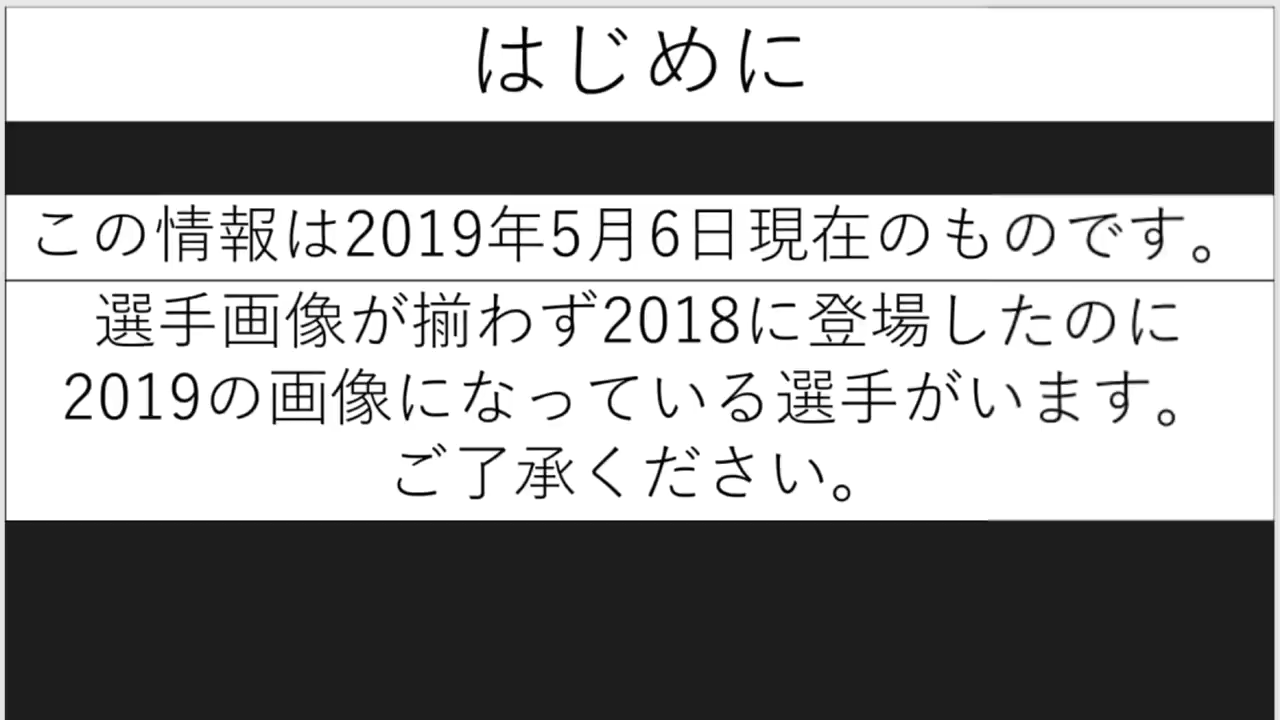 はじめに
この情報は2019年5月6日現在のものです。
選手画像が揃わず2018に登場したのに
2019の画像になっている選手がいます。
ご了承ください。